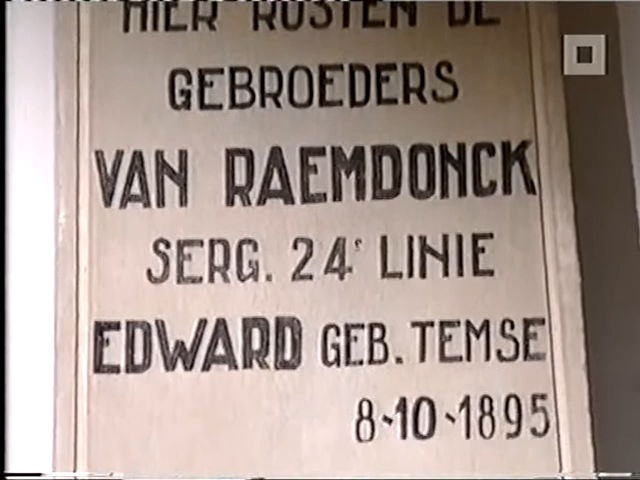 HIER RUSTEN DE
GEBROEDERS
VAN RAEMDONCK
SERG. 24ᵉ LINIE
EDWARD GEB. TEMSE
8-10-1895